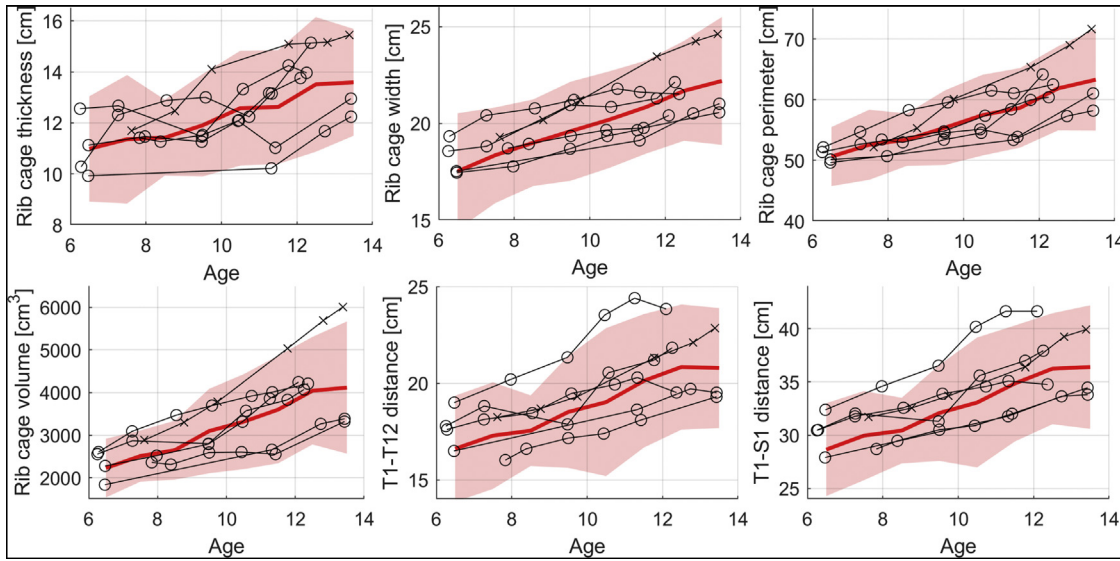 Rib cage thickness [cm]
16
14
12
10
8
6 8 10 12 14
Age
Rib cage width [cm]
25
20
15
6 8 10 12 14
Age
Rib cage perimeter [cm]
70
60
50
40
6 8 10 12 14
Age
Rib cage volume [cm³]
6000
5000
4000
3000
2000
6 8 10 12 14
Age
T1-T12 distance [cm]
25
20
15
14
6 8 10 12 14
Age
T1-S1 distance [cm]
40
35
30
25
6 8 10 12 14
Age